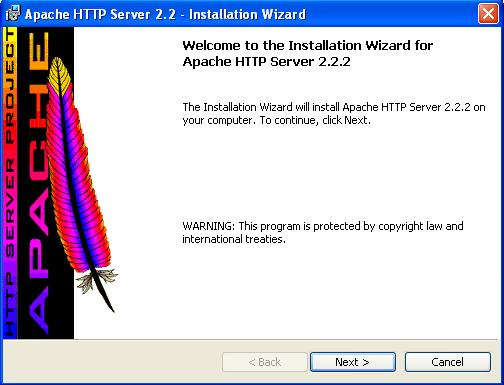 Apache HTTP Server 2.2 - Installation Wizard
Welcome to the Installation Wizard for
Apache HTTP Server 2.2.2
The Installation Wizard will install Apache HTTP Server 2.2.2 on
your computer. To continue, click Next.
WARNING: This program is protected by copyright law and
international treaties.
HTTP SERVER PROJECT
APACHE
< Back
Next >
Cancel